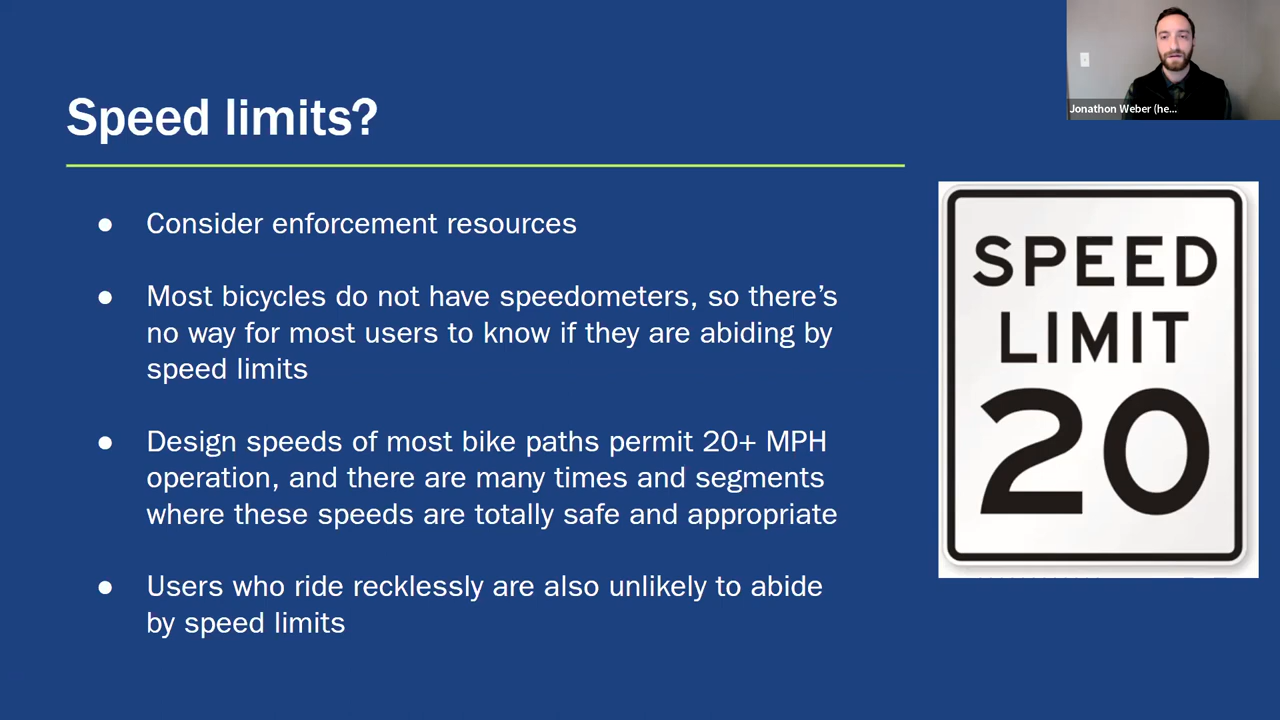 Jonathon Weber (he...
Speed limits?
● Consider enforcement resources
● Most bicycles do not have speedometers, so there's
no way for most users to know if they are abiding by
speed limits
● Design speeds of most bike paths permit 20+ MPH
operation, and there are many times and segments
where these speeds are totally safe and appropriate
● Users who ride recklessly are also unlikely to abide
by speed limits
SPEED
LIMIT
20